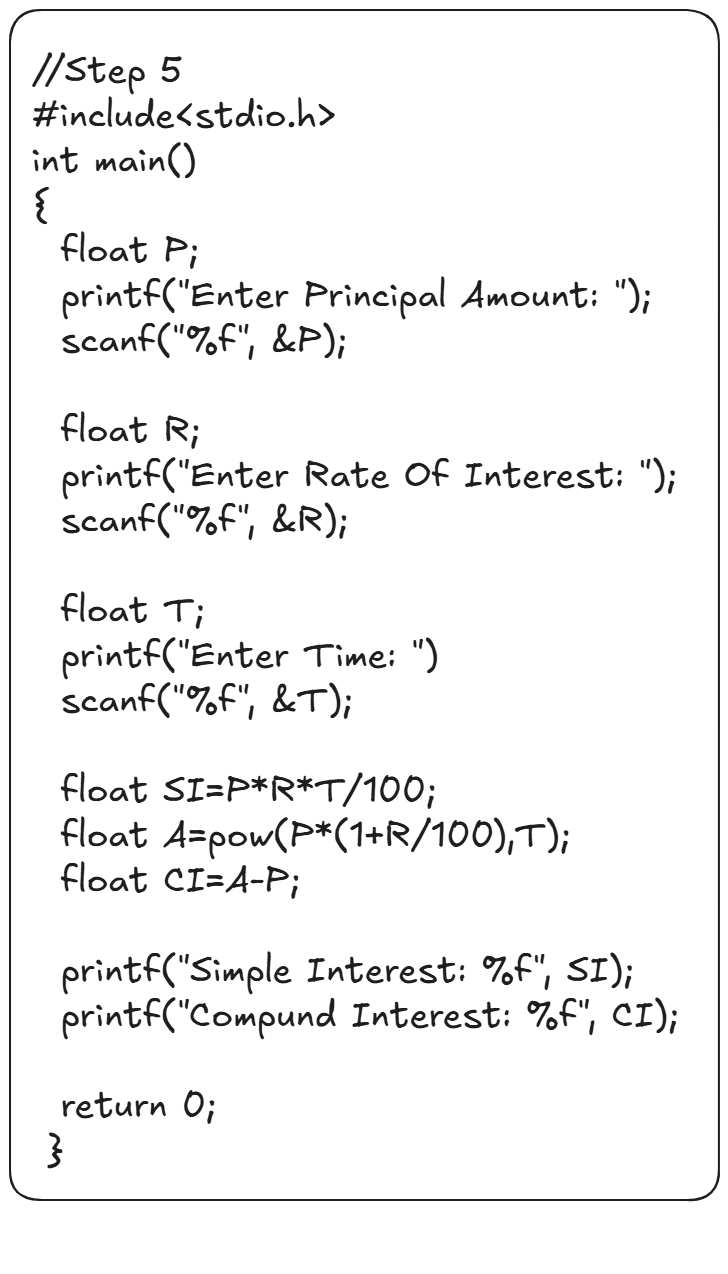 //Step 5
#include<stdio.h>
int main()
{
float P;
printf("Enter Principal Amount: ");
scanf("%f", &P);
float R;
printf("Enter Rate Of Interest: ");
scanf("%f", &R);
float T;
printf("Enter Time: ")
scanf("%f", &T);
float SI=P*R*T/100;
float A=pow(P*(1+R/100),T);
float CI=A-P;
printf("Simple Interest: %f", SI);
printf("Compund Interest: %f", CI);
return 0;
}